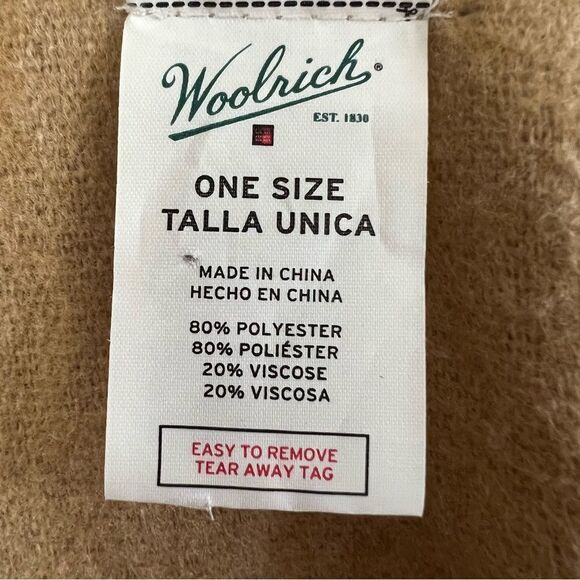 Woolrich®
EST. 1830
ONE SIZE
TALLA UNICA
MADE IN CHINA
HECHO EN CHINA
80% POLYESTER
80% POLIÉSTER
20% VISCOSE
20% VISCOSA
EASY TO REMOVE
TEAR AWAY TAG